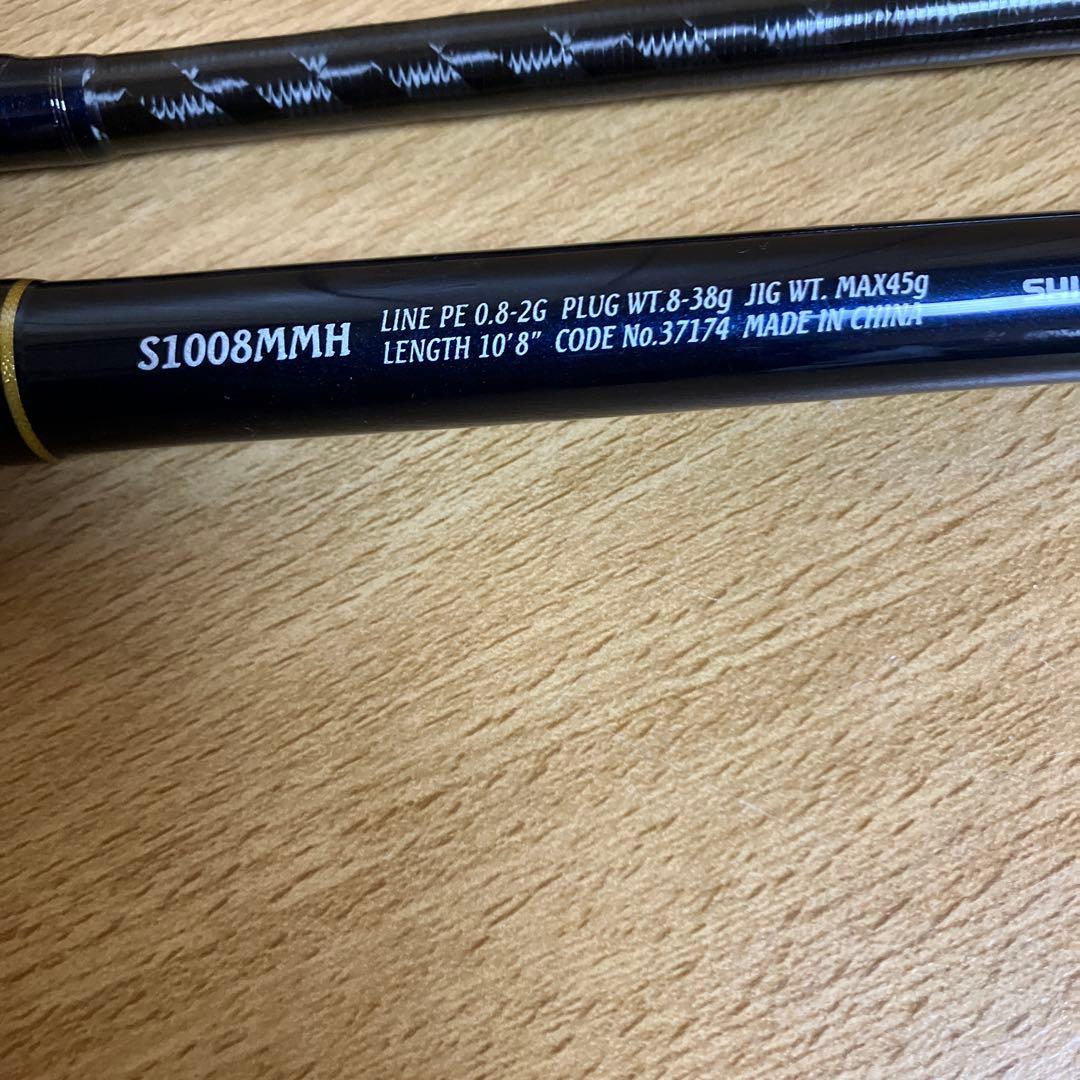 S1008MMH
LINE PE 0.8-2G PLUG WT.8-38g JIG WT. MAX45g
LENGTH 10'8" CODE No.37174 MADE IN CHINA